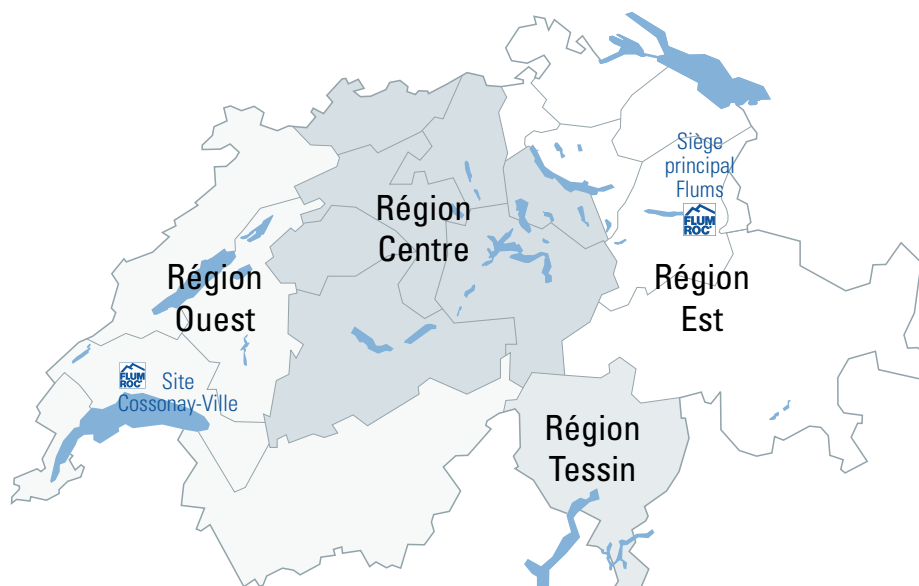 Siège
principal
Flums
FLUM
ROC®
Région
Centre
Région
Ouest
Région
Est
FLUM
ROC®
Site
Cossonay-Ville
Région
Tessin